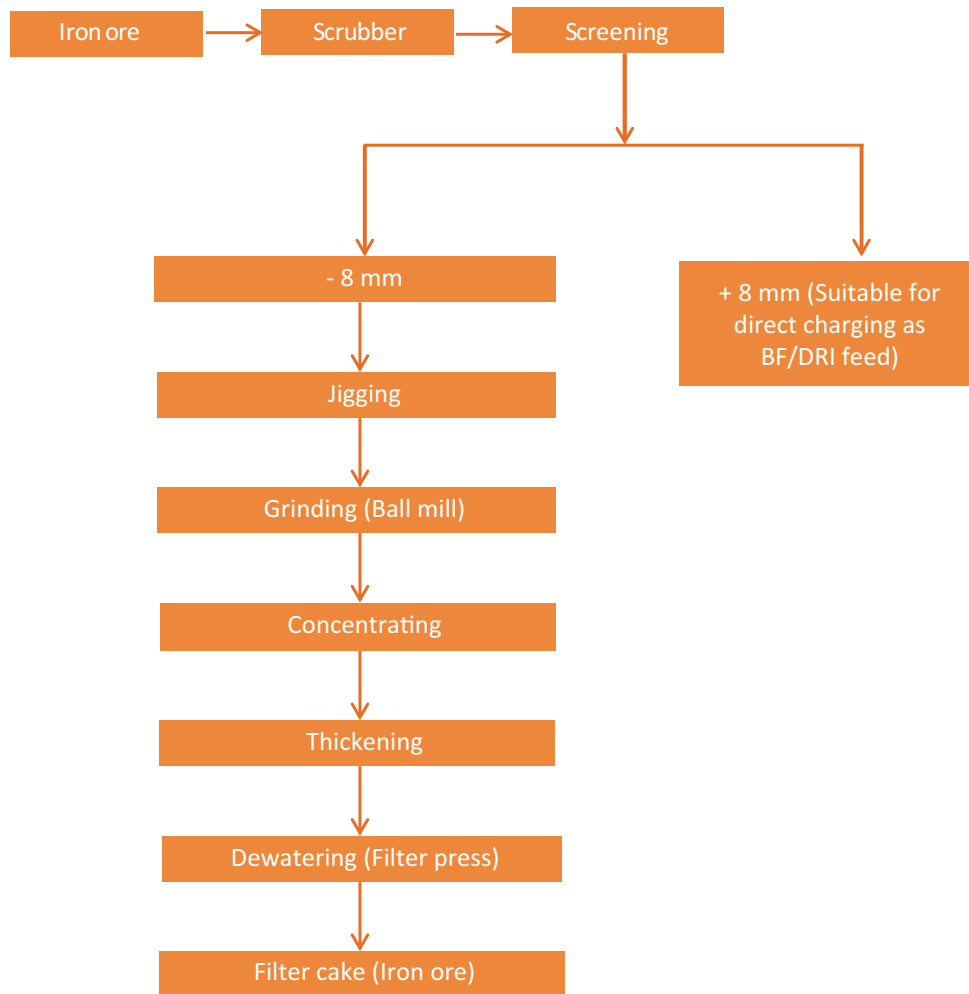 Iron ore
Scrubber
Screening
- 8 mm
+ 8 mm (Suitable for
direct charging as
BF/DRI feed)
Jigging
Grinding (Ball mill)
Concentrating
Thickening
Dewatering (Filter press)
Filter cake (Iron ore)